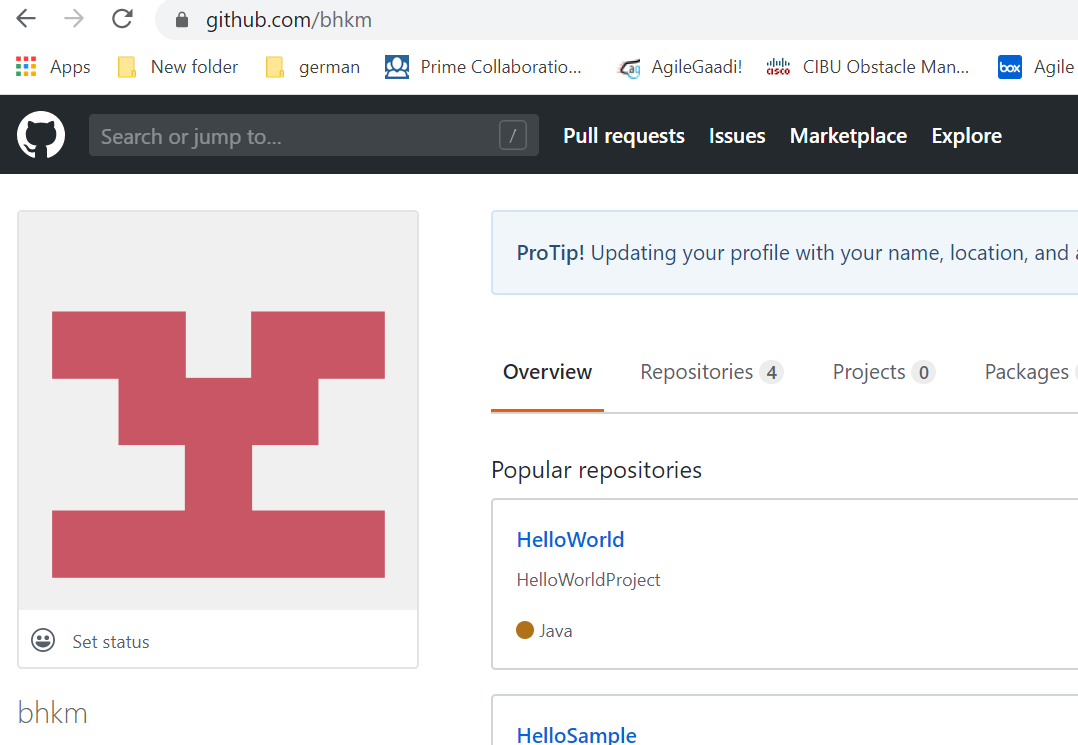 github.com/bhkm
Apps New folder german Prime Collaboratio... AgileGaadi! CIBU Obstacle Man... Agile
Search or jump to... / Pull requests Issues Marketplace Explore
ProTip! Updating your profile with your name, location, and
Overview Repositories 4 Projects 0 Packages
Popular repositories
HelloWorld
HelloWorldProject
Java
Set status
bhkm
HelloSample